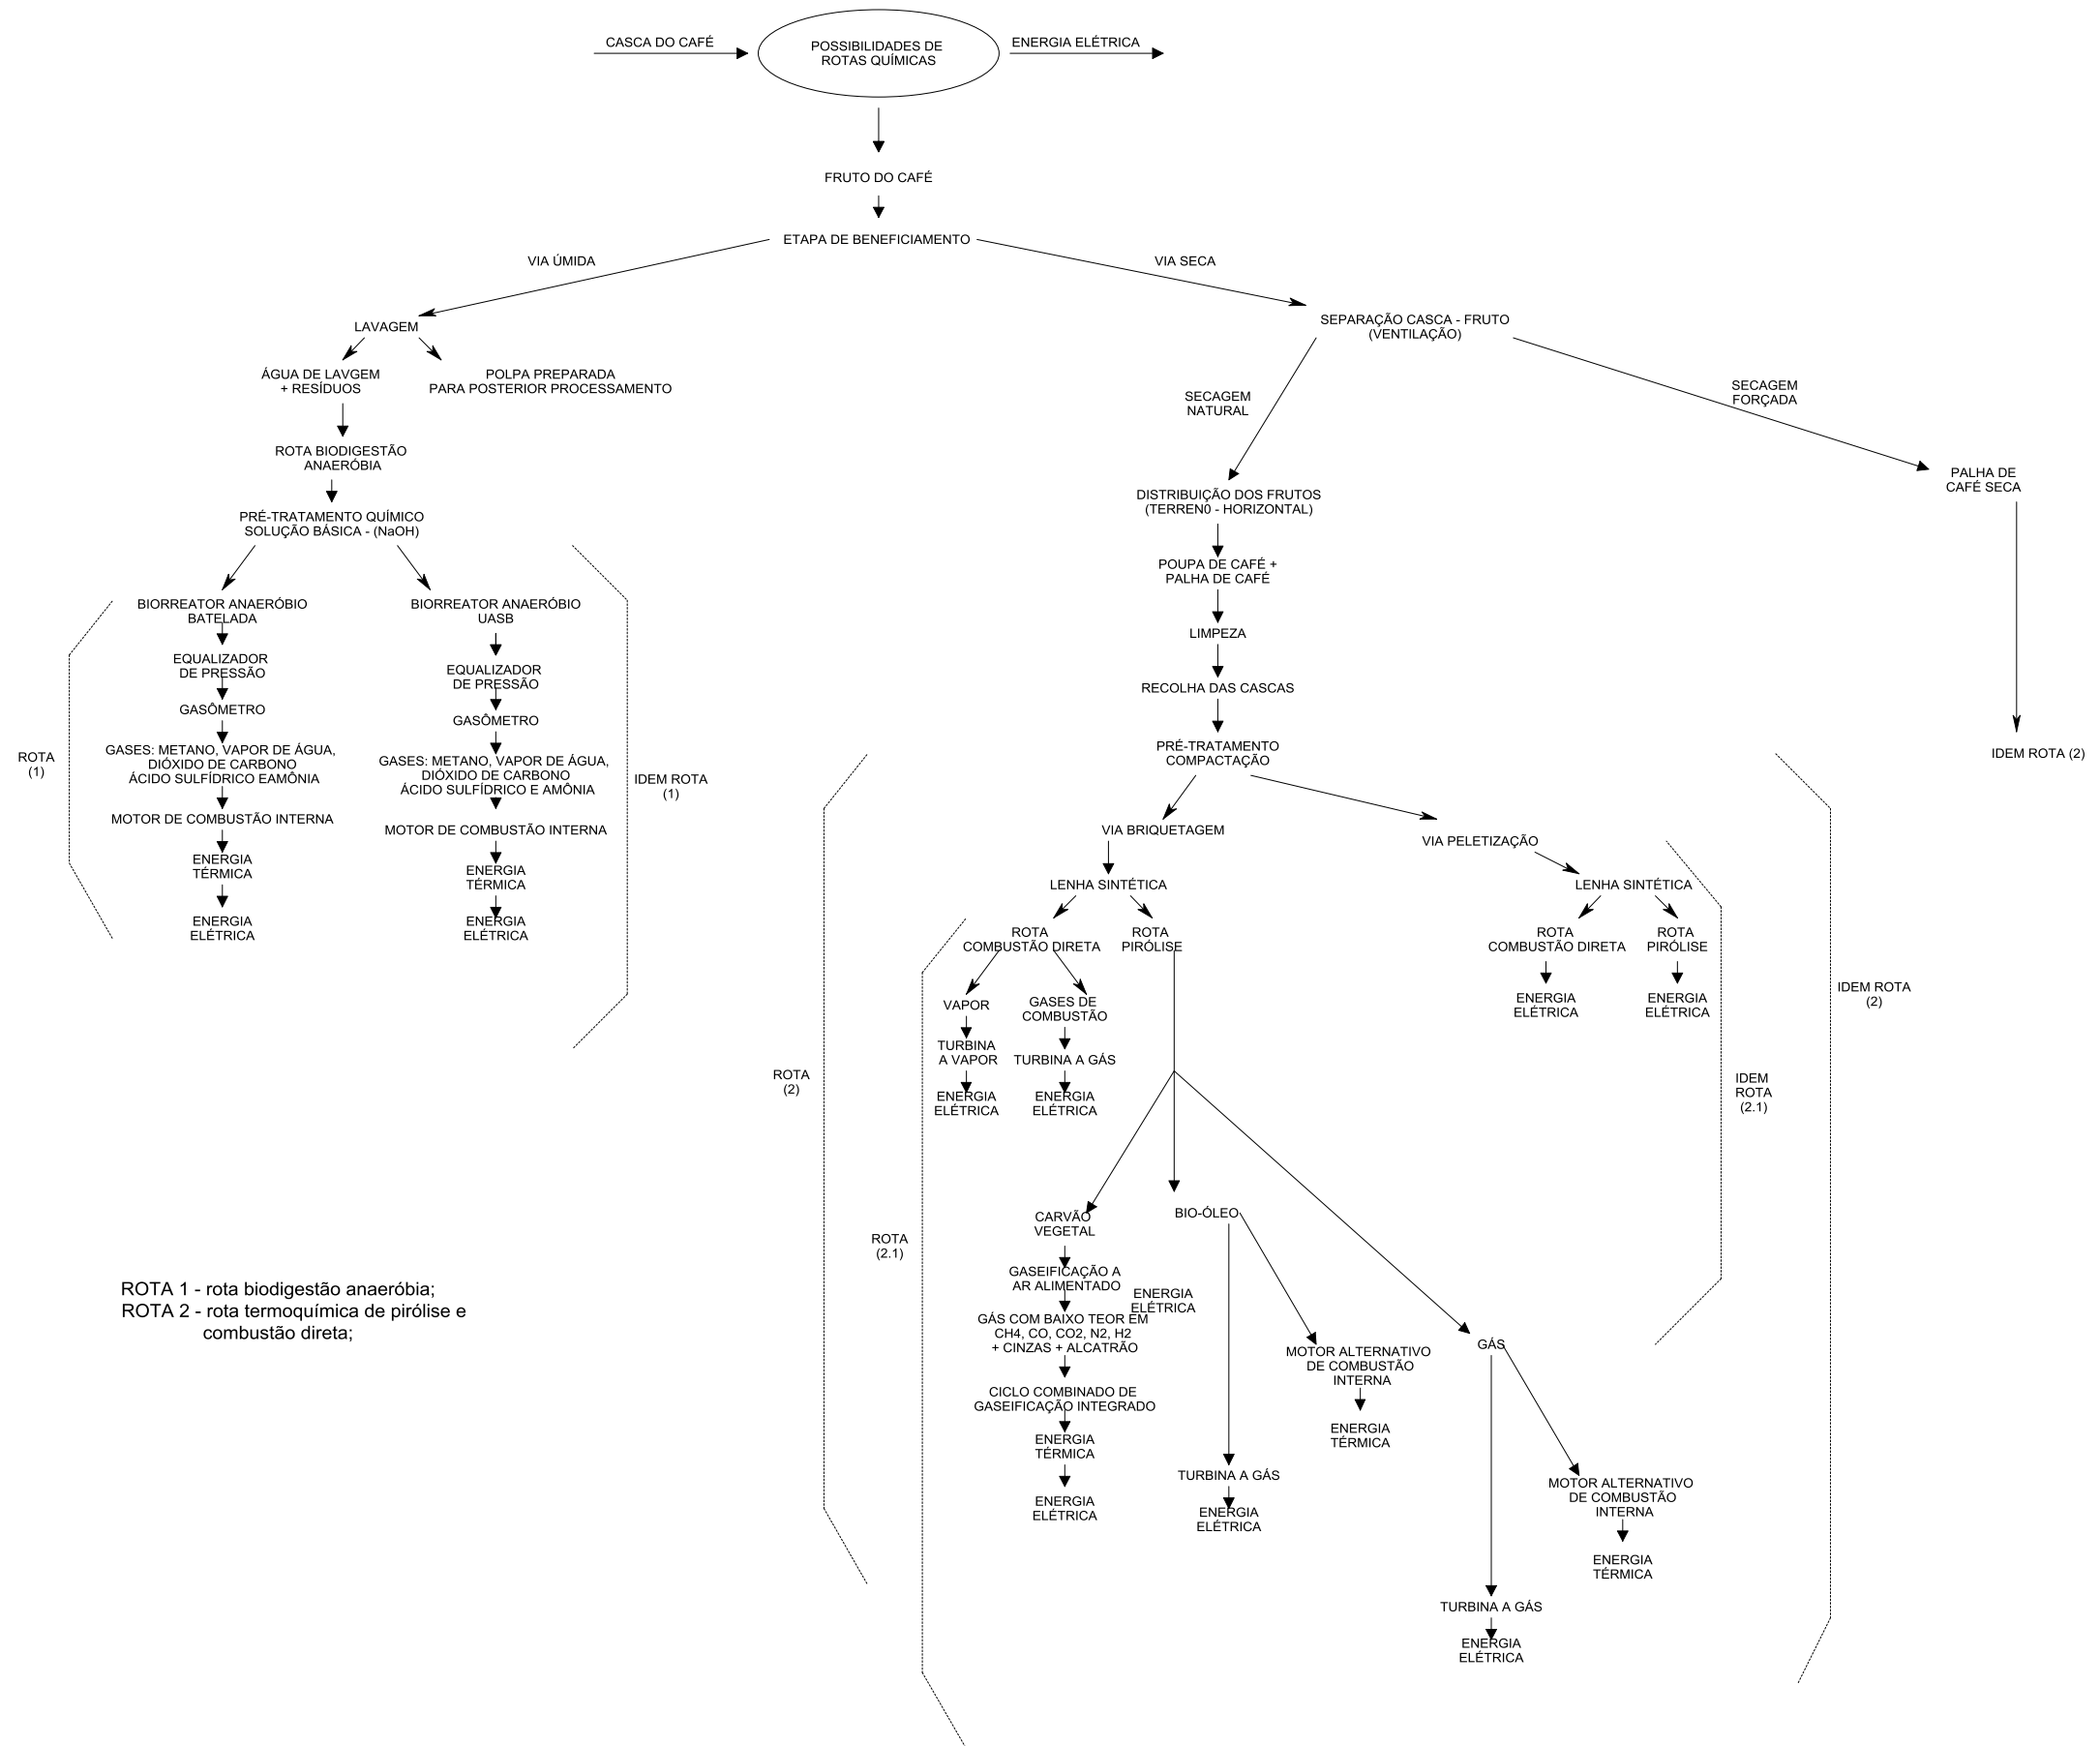 CASCA DO CAFÉ
POSSIBILIDADES DE
ROTAS QUÍMICAS
ENERGIA ELÉTRICA
FRUTO DO CAFÉ
ETAPA DE BENEFICIAMENTO
VIA ÚMIDA
VIA SECA
LAVAGEM
ÁGUA DE LAVGEM
+ RESÍDUOS
POLPA PREPARADA
PARA POSTERIOR PROCESSAMENTO
ROTA BIODIGESTÃO
ANAERÓBIA
PRÉ-TRATAMENTO QUÍMICO
SOLUÇÃO BÁSICA - (NaOH)
ROTA
(1)
BIORREATOR ANAERÓBIO
BATELADA
EQUALIZADOR
DE PRESSÃO
GASÔMETRO
GASES: METANO, VAPOR DE ÁGUA,
DIÓXIDO DE CARBONO
ÁCIDO SULFÍDRICO EAMÔNIA
MOTOR DE COMBUSTÃO INTERNA
ENERGIA
TÉRMICA
ENERGIA
ELÉTRICA
BIORREATOR ANAERÓBIO
UASB
EQUALIZADOR
DE PRESSÃO
GASÔMETRO
GASES: METANO, VAPOR DE ÁGUA,
DIÓXIDO DE CARBONO
ÁCIDO SULFÍDRICO E AMÔNIA
MOTOR DE COMBUSTÃO INTERNA
ENERGIA
TÉRMICA
ENERGIA
ELÉTRICA
IDEM ROTA
(1)
SEPARAÇÃO CASCA - FRUTO
(VENTILAÇÃO)
SECAGEM
NATURAL
SECAGEM
FORÇADA
DISTRIBUIÇÃO DOS FRUTOS
(TERREN0 - HORIZONTAL)
POUPA DE CAFÉ +
PALHA DE CAFÉ
LIMPEZA
RECOLHA DAS CASCAS
PRÉ-TRATAMENTO
COMPACTAÇÃO
PALHA DE
CAFÉ SECA
IDEM ROTA (2)
ROTA
(2)
VIA BRIQUETAGEM
LENHA SINTÉTICA
ROTA
COMBUSTÃO DIRETA
ROTA
PIRÓLISE
VAPOR
TURBINA
A VAPOR
ENERGIA
ELÉTRICA
GASES DE
COMBUSTÃO
TURBINA A GÁS
ENERGIA
ELÉTRICA
VIA PELETIZAÇÃO
LENHA SINTÉTICA
ROTA
COMBUSTÃO DIRETA
ROTA
PIRÓLISE
ENERGIA
ELÉTRICA
ENERGIA
ELÉTRICA
IDEM
ROTA
(2.1)
IDEM ROTA
(2)
ROTA
(2.1)
CARVÃO
VEGETAL
GASEIFICAÇÃO A
AR ALIMENTADO
ENERGIA
ELÉTRICA
GÁS COM BAIXO TEOR EM
CH4, CO, CO2, N2, H2
+ CINZAS + ALCATRÃO
CICLO COMBINADO DE
GASEIFICAÇÃO INTEGRADO
ENERGIA
TÉRMICA
ENERGIA
ELÉTRICA
BIO-ÓLEO
MOTOR ALTERNATIVO
DE COMBUSTÃO
INTERNA
ENERGIA
TÉRMICA
TURBINA A GÁS
ENERGIA
ELÉTRICA
GÁS
MOTOR ALTERNATIVO
DE COMBUSTÃO
INTERNA
ENERGIA
TÉRMICA
TURBINA A GÁS
ENERGIA
ELÉTRICA
ROTA 1 - rota biodigestão anaeróbia;
ROTA 2 - rota termoquímica de pirólise e
combustão direta;